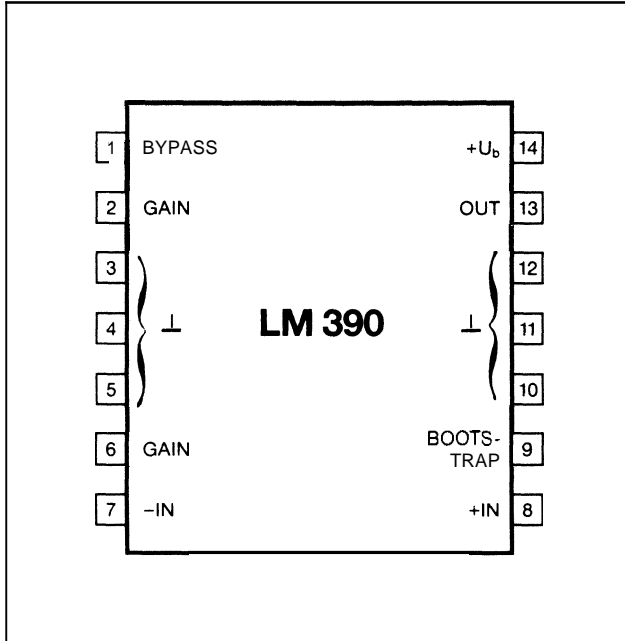 1 BYPASS +Ub 14
2 GAIN OUT 13
3 12
4 ⊥ LM 390 ⊥ 11
5 10
6 GAIN BOOTS- 9
TRAP
7 –IN +IN 8